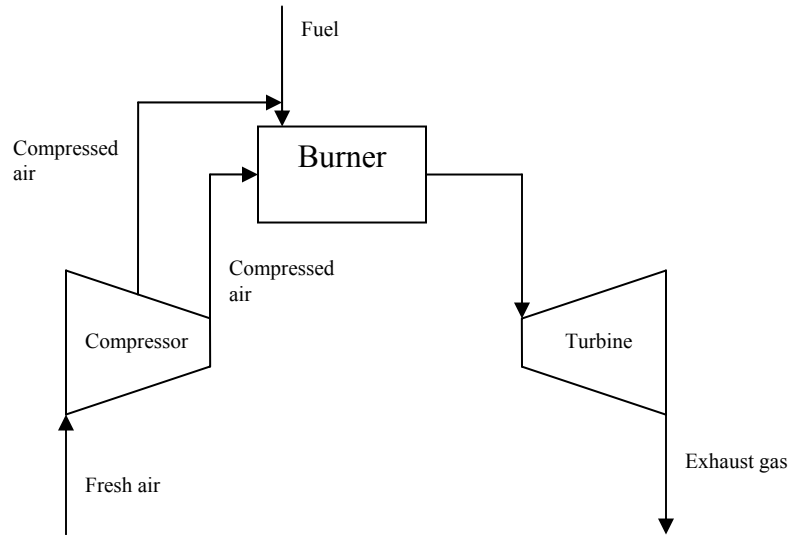 Fuel
Compressed
air
Burner
Compressed
air
Compressor
Turbine
Fresh air
Exhaust gas